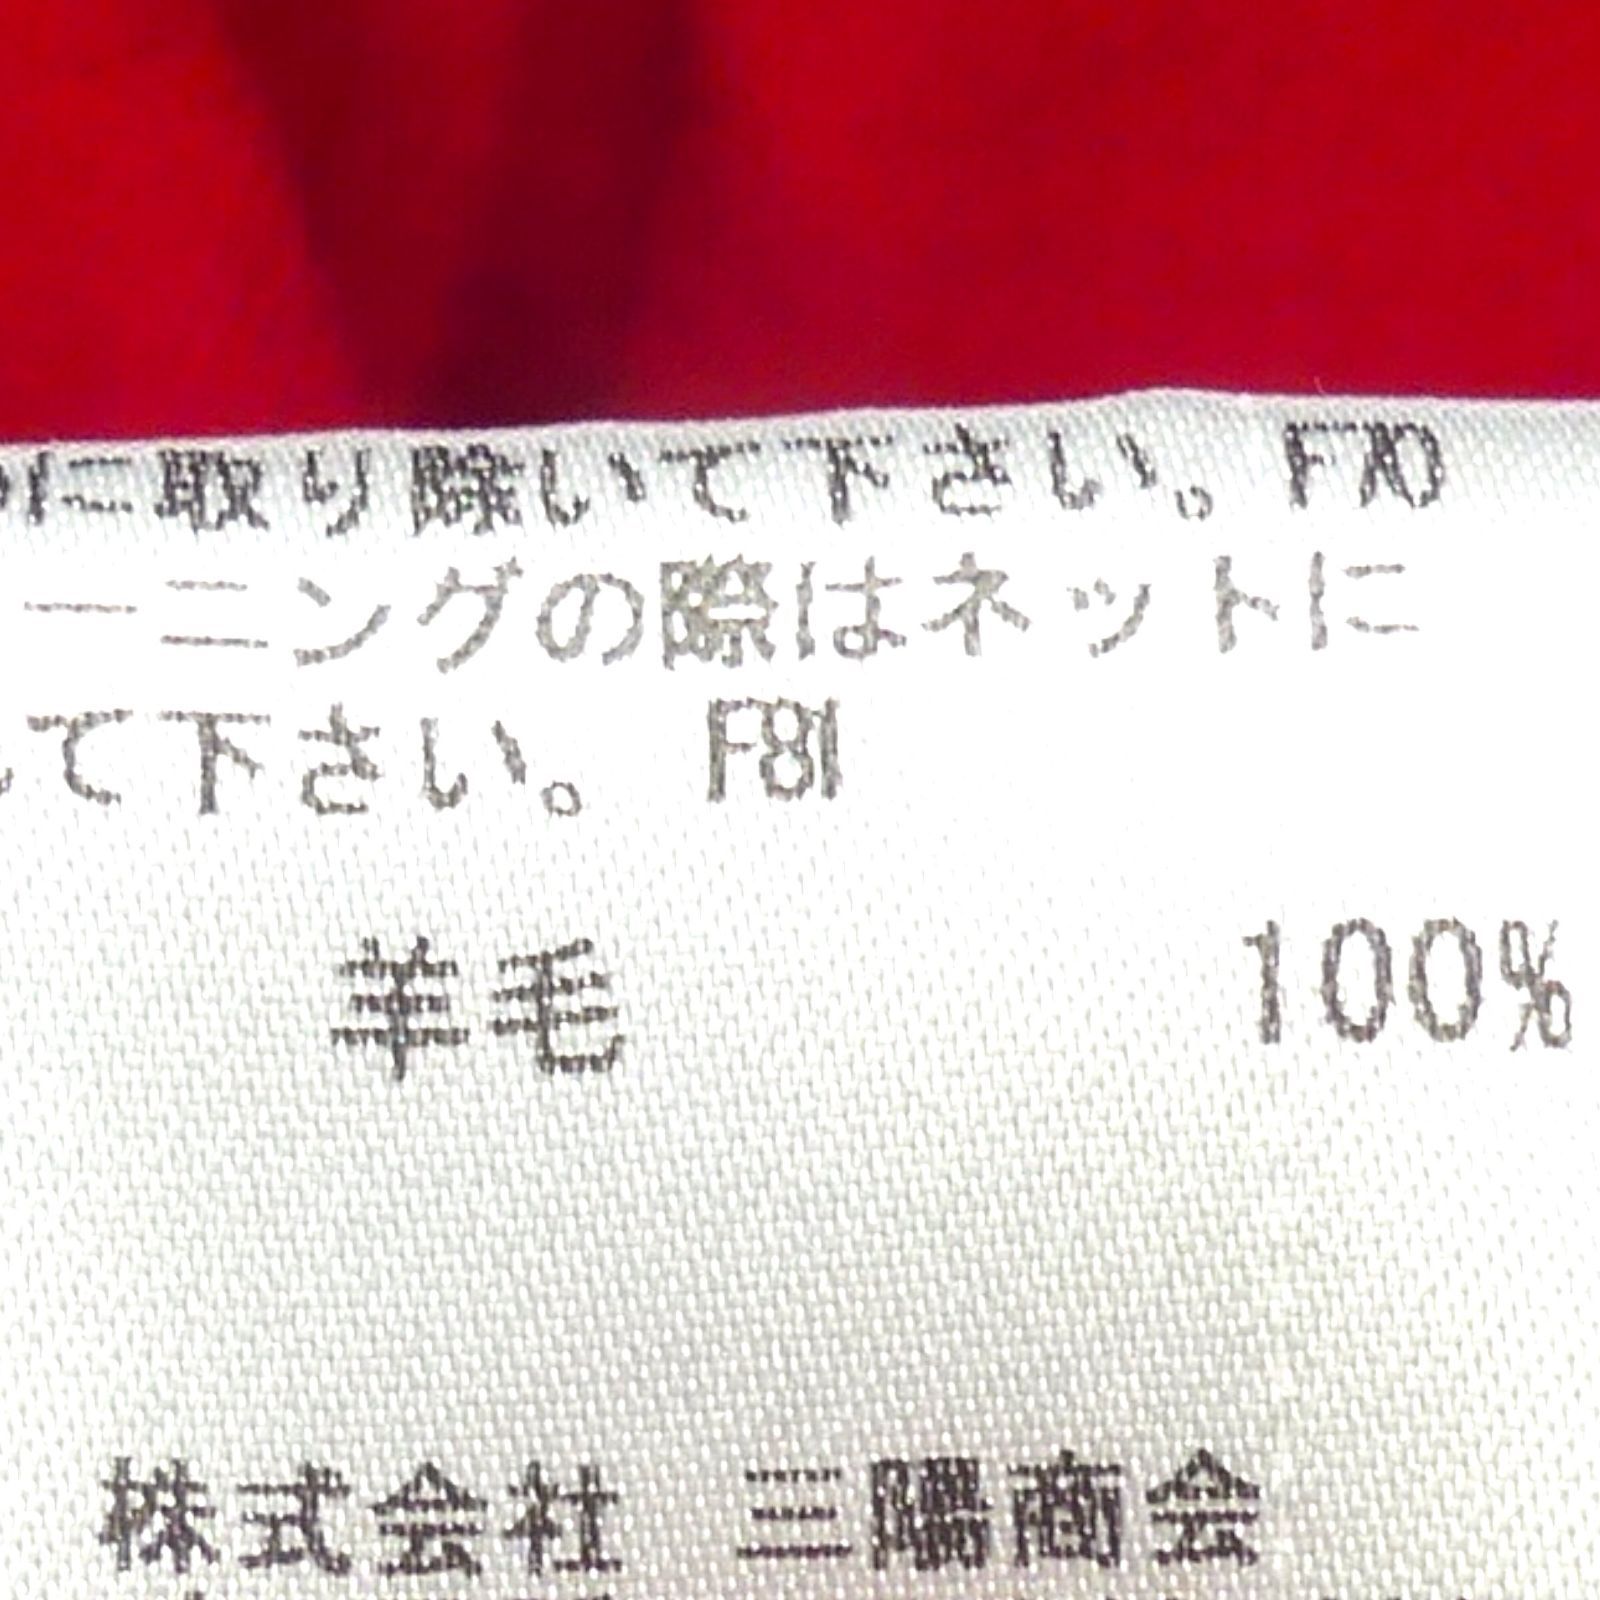 に取り除いて下さい。F70
ーニングの際はネットに
て下さい。 F81
羊毛 100%
株式会社 三陽商会